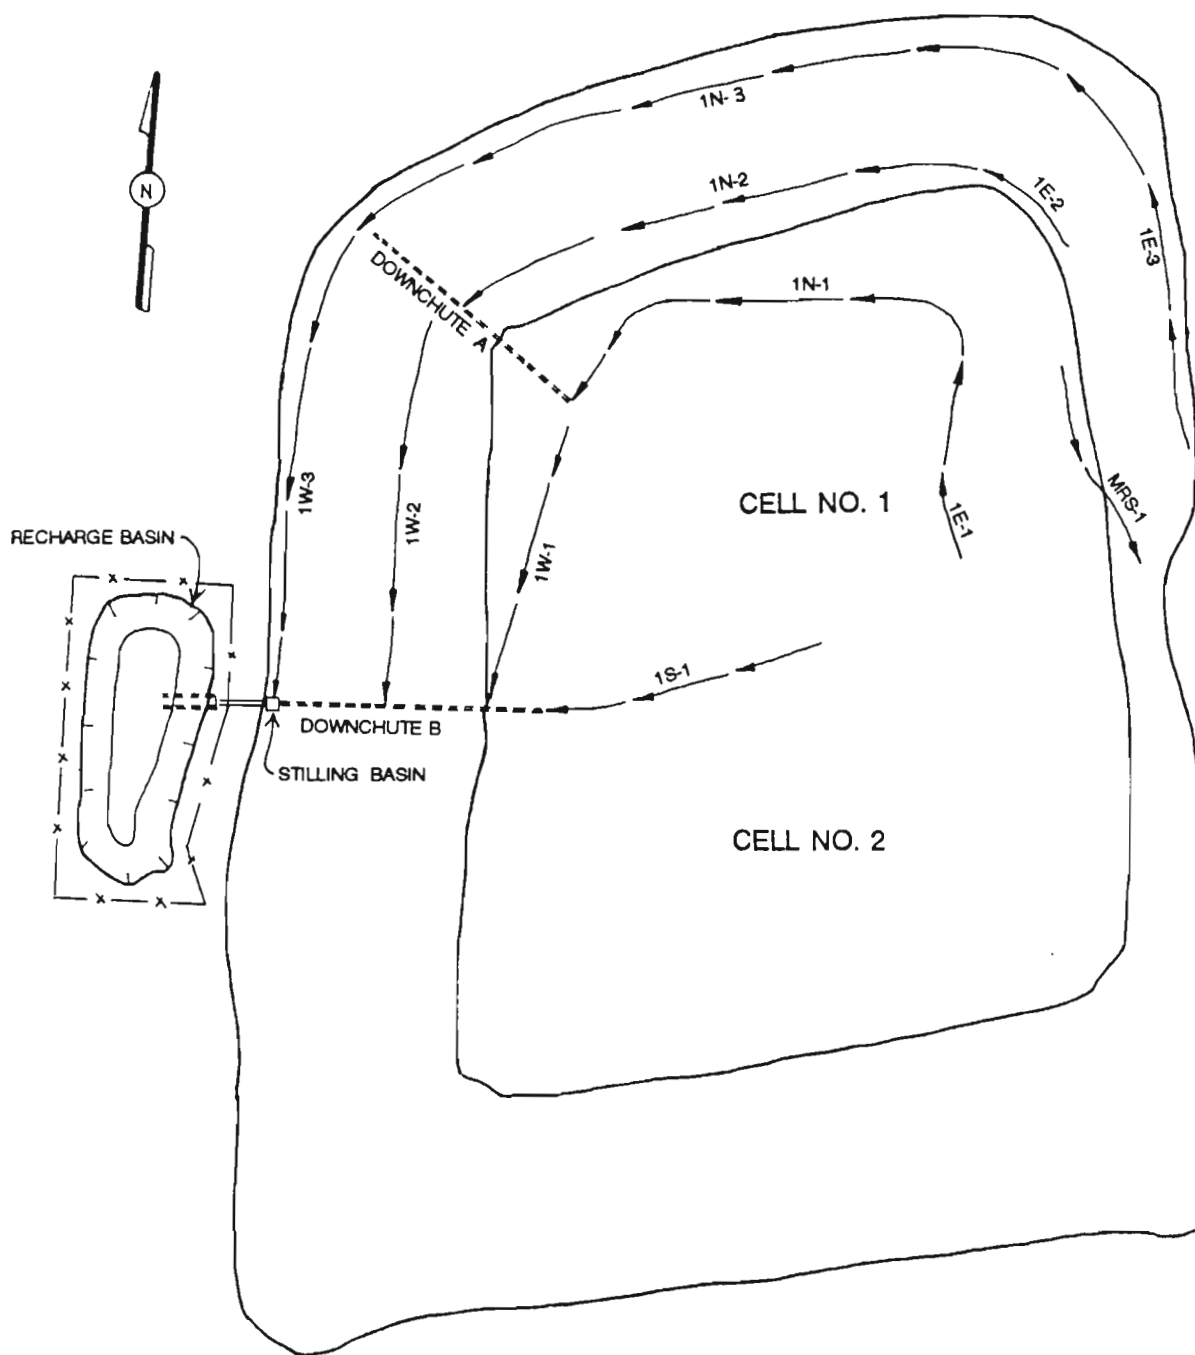 1N-3
1N-2
1E-2
N
1E-3
DOWNCHUTE A
1N-1
1W-3
1W-2
CELL NO. 1
MRS-1
1E-1
RECHARGE BASIN
1W-1
1S-1
DOWNCHUTE B
STILLING BASIN
CELL NO. 2